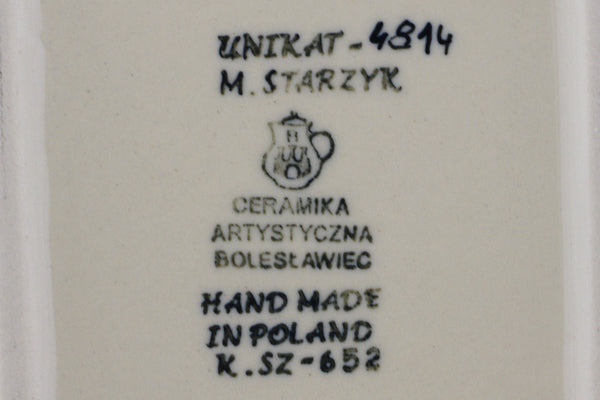 UNIKAT-4814
M. STARZYK
B
CERAMIKA
ARTYSTYCZNA
BOLESŁAWIEC
HAND MADE
IN POLAND
K.SZ-652